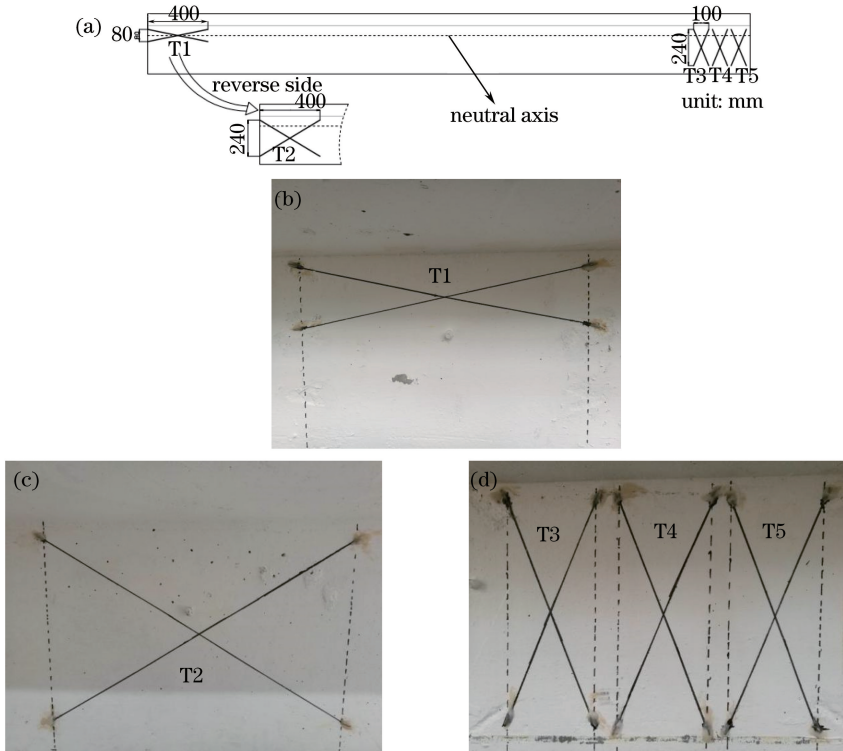 (a)
400
80
80
T1
reverse side
400
240
T2
neutral axis
100
240
T3 T4 T5
unit: mm
(b)
T1
(c)
T2
(d)
T3
T4
T5